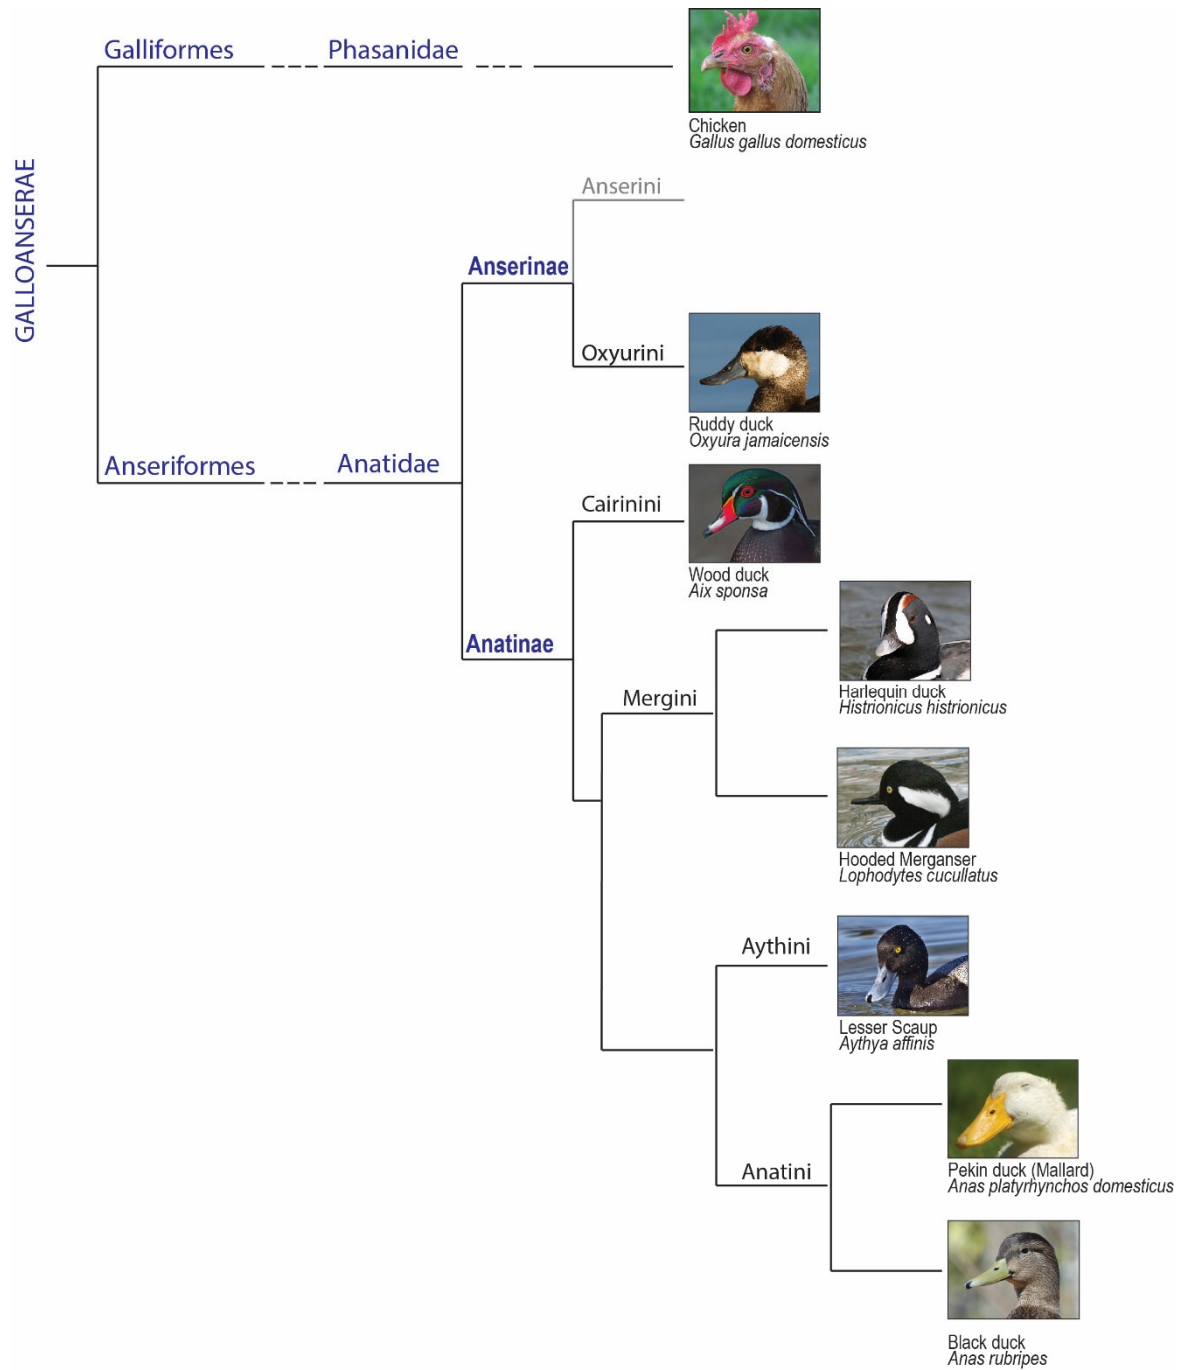 GALLOANSERAE
Galliformes
Phasanidae
Chicken
Gallus gallus domesticus
Anserini
Anserinae
Oxyurini
Ruddy duck
Oxyura jamaicensis
Anseriformes
Anatidae
Cairinini
Wood duck
Aix sponsa
Anatinae
Harlequin duck
Histrionicus histrionicus
Mergini
Hooded Merganser
Lophodytes cucullatus
Aythini
Lesser Scaup
Aythya affinis
Anatini
Pekin duck (Mallard)
Anas platyrhynchos domesticus
Black duck
Anas rubripes